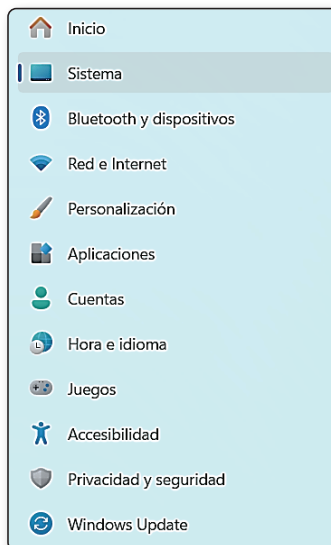 Inicio
Sistema
Bluetooth y dispositivos
Red e Internet
Personalización
Aplicaciones
Cuentas
Hora e idioma
Juegos
Accesibilidad
Privacidad y seguridad
Windows Update